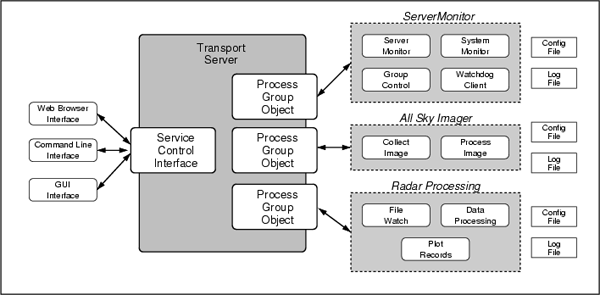 ServerMonitor
Transport
Server
Server
Monitor
System
Monitor
Config
File
Group
Control
Watchdog
Client
Log
File
Process
Group
Object
Web Browser
Interface
Command Line
Interface
GUI
Interface
Service
Control
Interface
Process
Group
Object
All Sky Imager
Collect
Image
Process
Image
Config
File
Log
File
Process
Group
Object
Radar Processing
File
Watch
Data
Processing
Plot
Records
Config
File
Log
File